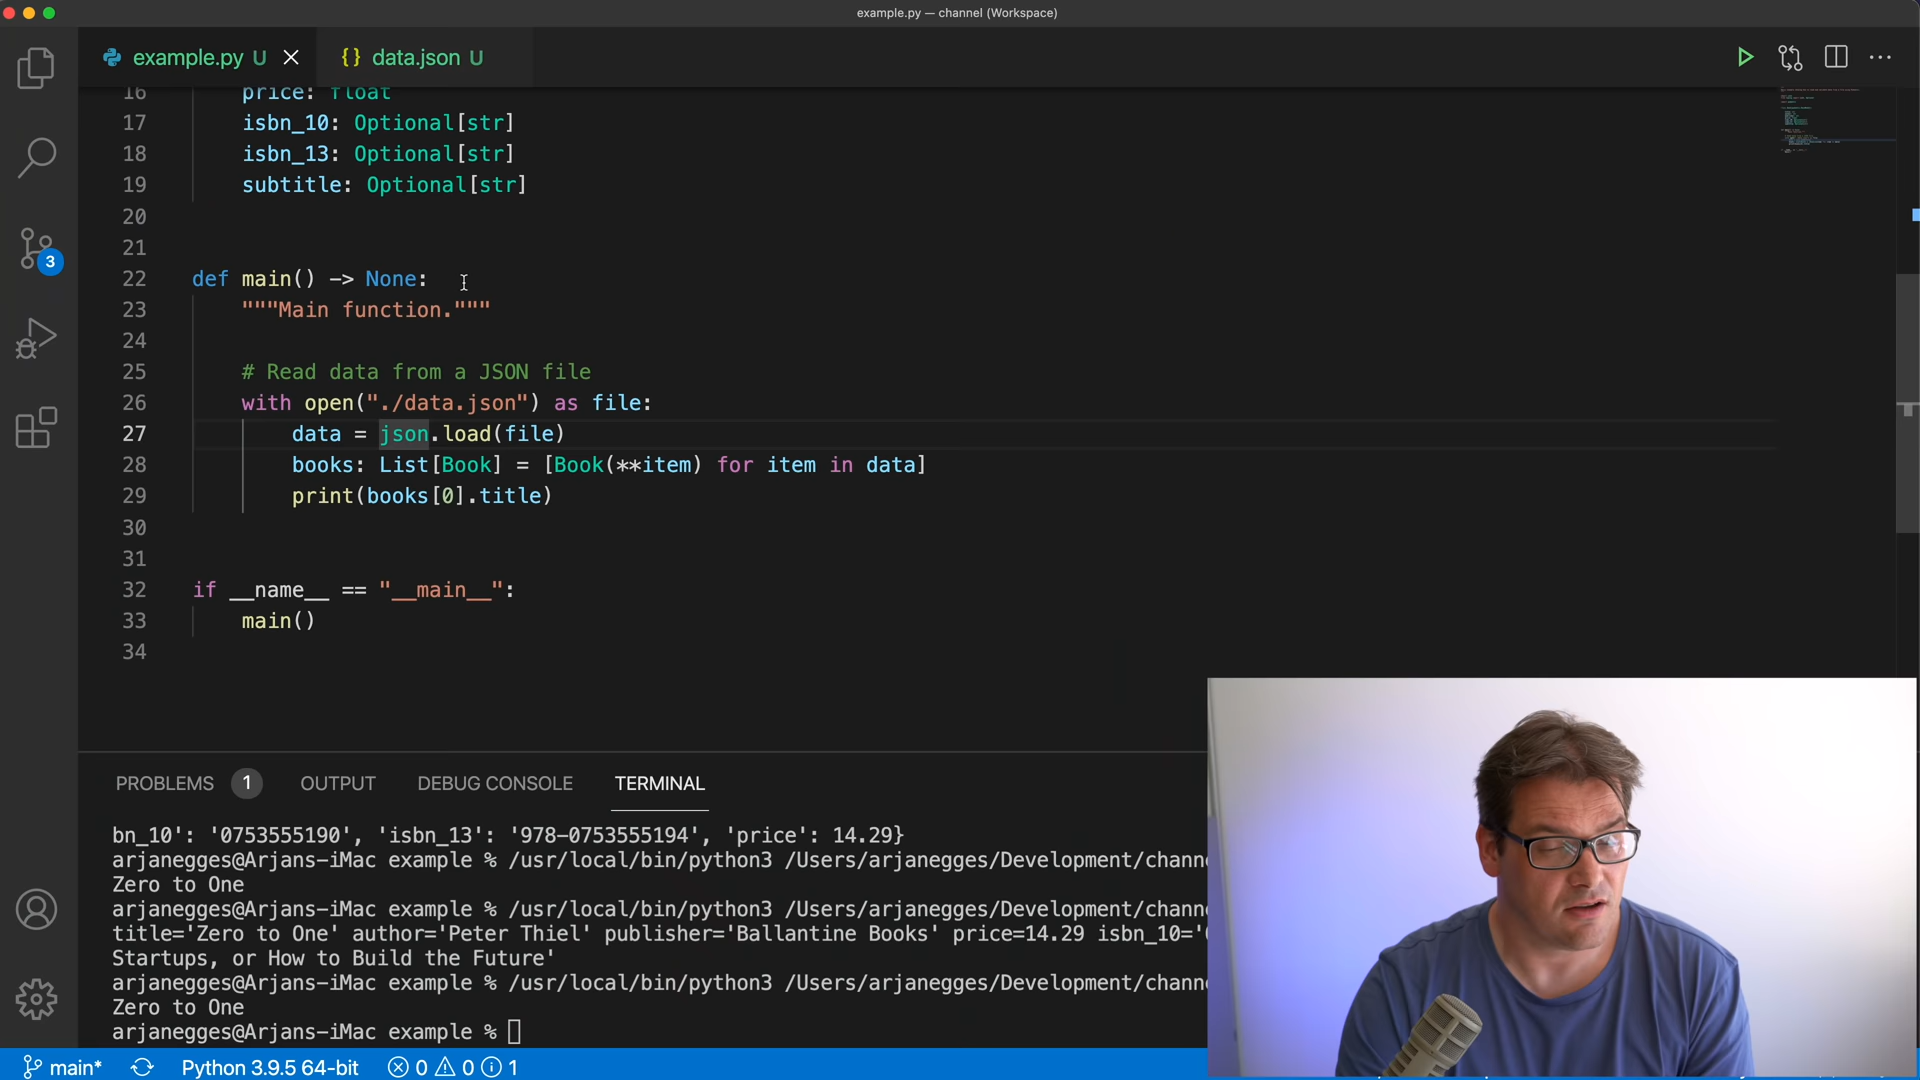 example.py — channel (Workspace)
example.py U
{} data.json U
16 price: float
17 isbn_10: Optional[str]
18 isbn_13: Optional[str]
19 subtitle: Optional[str]
20
21
22 def main() -> None:
23 """Main function."""
24
25 # Read data from a JSON file
26 with open("./data.json") as file:
27 data = json.load(file)
28 books: List[Book] = [Book(**item) for item in data]
29 print(books[0].title)
30
31
32 if __name__ == "__main__":
33 main()
34
3
PROBLEMS 1 OUTPUT DEBUG CONSOLE TERMINAL
bn_10': '0753555190', 'isbn_13': '978-0753555194', 'price': 14.29}
arjanegges@Arjans-iMac example % /usr/local/bin/python3 /Users/arjanegges/Development/chann
Zero to One
arjanegges@Arjans-iMac example % /usr/local/bin/python3 /Users/arjanegges/Development/chann
title='Zero to One' author='Peter Thiel' publisher='Ballantine Books' price=14.29 isbn_10='
Startups, or How to Build the Future'
arjanegges@Arjans-iMac example % /usr/local/bin/python3 /Users/arjanegges/Development/chann
Zero to One
arjanegges@Arjans-iMac example %
main* Python 3.9.5 64-bit 0 0 1